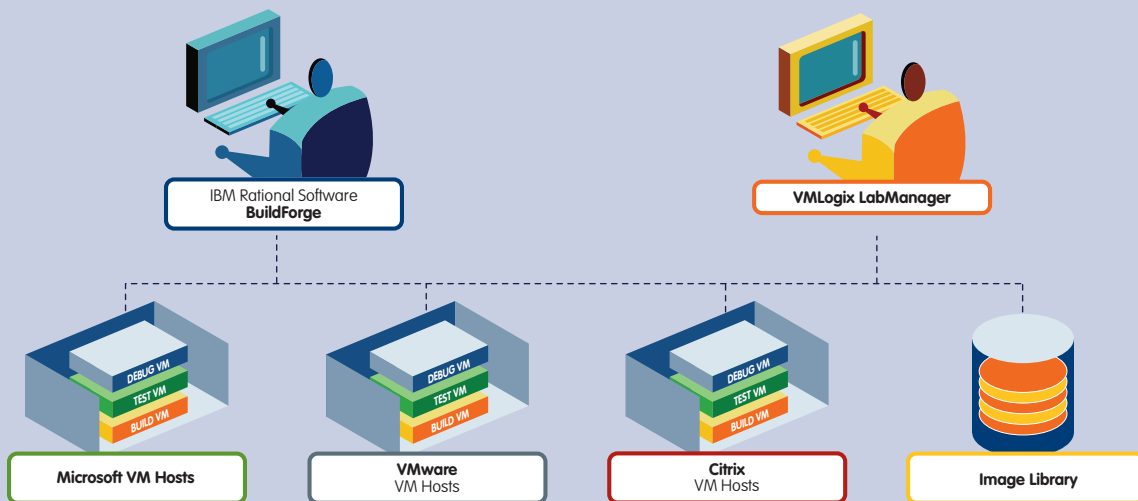 IBM Rational Software
BuildForge
VMLogix LabManager
DEBUG VM
TEST VM
BUILD VM
DEBUG VM
TEST VM
BUILD VM
DEBUG VM
TEST VM
BUILD VM
Microsoft VM Hosts
VMware
VM Hosts
Citrix
VM Hosts
Image Library